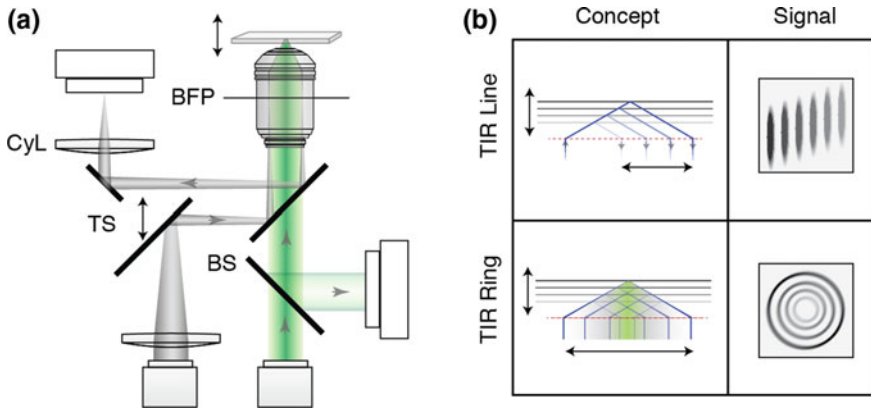 (a)
BFP
CyL
TS
BS
(b)
Concept Signal
TIR Line
TIR Ring